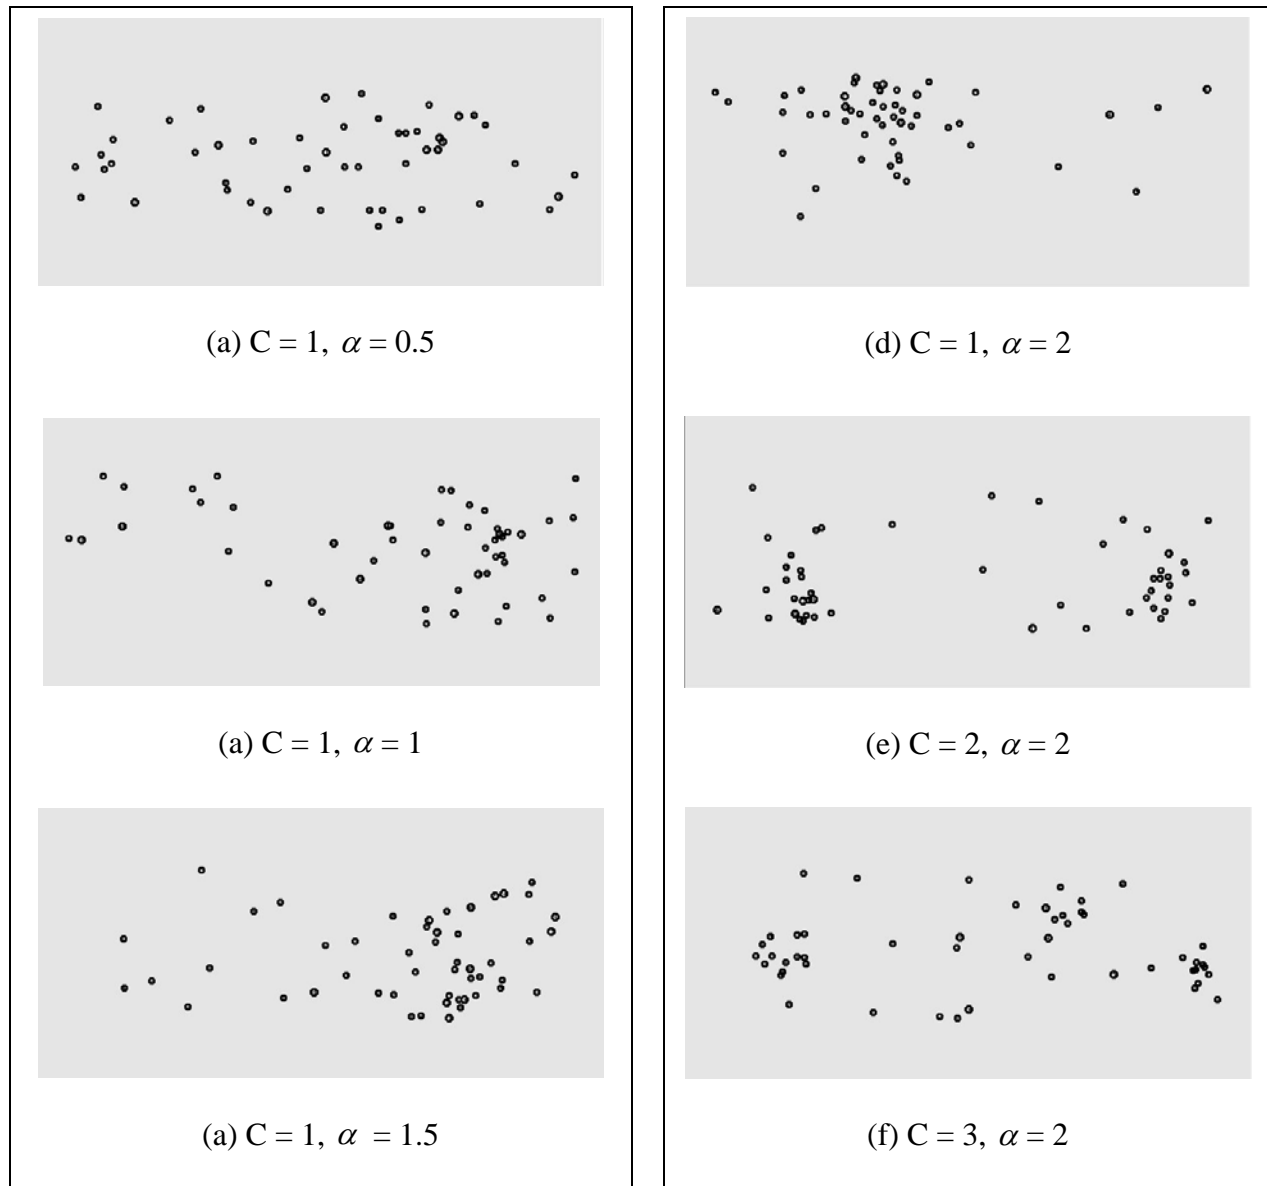 (a) C = 1, α = 0.5
(a) C = 1, α = 1
(a) C = 1, α = 1.5
(d) C = 1, α = 2
(e) C = 2, α = 2
(f) C = 3, α = 2